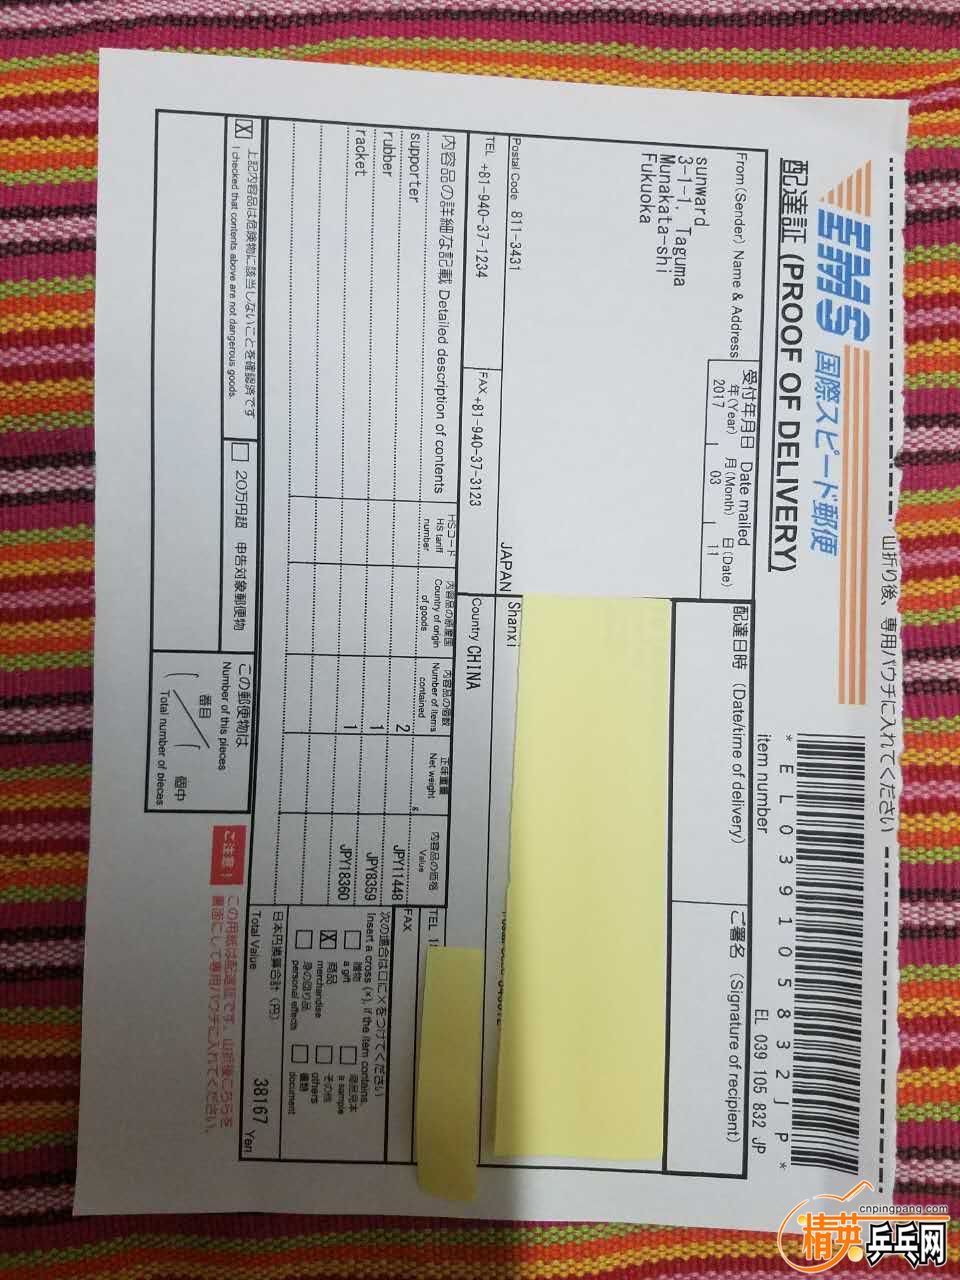 山折り後、専用パウチに入れてください
EMS 国際スピード郵便
配達証 (PROOF OF DELIVERY)
* E L 0 3 9 1 0 5 8 3 2 J P *
item number
EL 039 105 832 JP
From (Sender) Name & Address
受付年月日 Date mailed
年(Year) 月(Month) 日(Date)
2017 03 11
配達日時 (Date/time of delivery)
ご署名 (Signature of recipient)
sunward
3-1-1, Taguma
Munakata-shi
Fukuoka
Postal Code 811-3431
JAPAN
Shanxi
TEL +81-940-37-1234
FAX +81-940-37-3123
Country CHINA
TEL
FAX
内容品の詳細な記載 Detailed description of contents
HSコード
HS tariff
number
内容品の原産国
Country of origin
of goods
内容品の個数
Number of items
contained
正味重量
Net weight
g
内容品の価格
Value
supporter 2 JPY11448
rubber 1 JPY8359
racket 1 JPY18360
次の場合は口に×をつけてください
Insert a cross (×), if the item contains.
贈物
a gift
商品見本
a sample
X 商品
merchandise
その他
others
身の回り品
personal effects
書類
document
日本円換算合計 (円)
Total Value
38167 Yen
X 上記内容品は危険物に該当しないことを確認済です
I checked that contents above are not dangerous goods.
20万円超 申告対象郵便物
この郵便物は
Number of this pieces
番目
個中
Total number of pieces
ご注意!
この用紙は配達証です。山折後こちらを
裏面にして専用パウチに入れてください。
cnpingpang.com
精英乒乓网